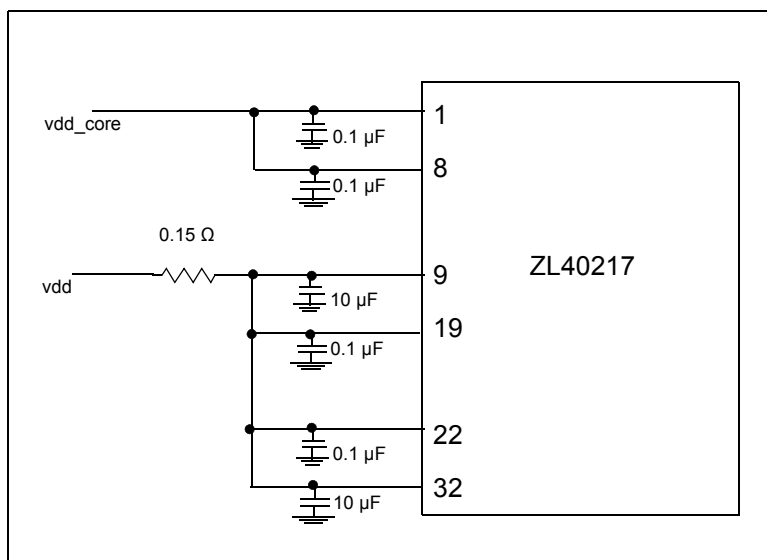 vdd_core
1
0.1 µF
8
0.1 µF
0.15 Ω
vdd
9
ZL40217
10 µF
19
0.1 µF
22
0.1 µF
32
10 µF